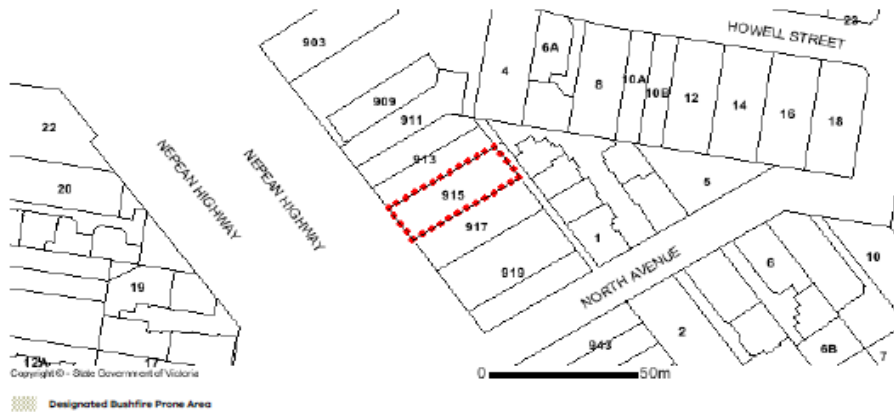 HOWELL STREET
23
903
6A
4
8
10A
10B
12
14
16
18
909
911
22
NEPEAN HIGHWAY
NEPEAN HIGHWAY
913
915
5
20
917
1
919
NORTH AVENUE
6
10
19
943
2
6B
7
12A
17
0 50m
Copyright © - State Government of Victoria
Designated Bushfire Prone Area